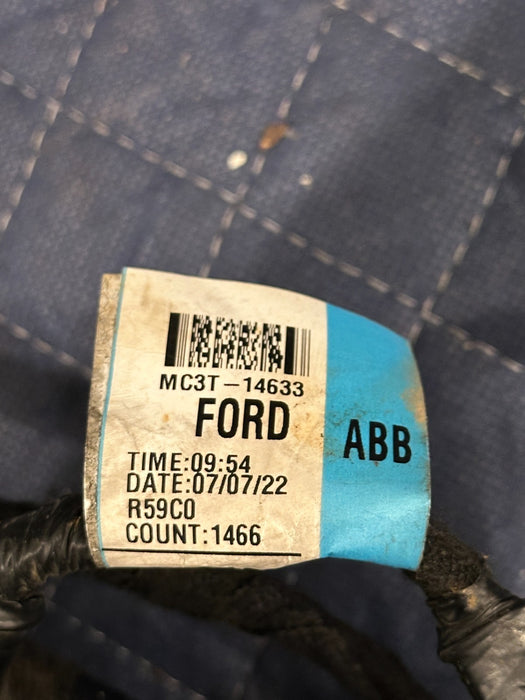 MC3T-14633
FORD
ABB
TIME:09:54
DATE:07/07/22
R59C0
COUNT:1466